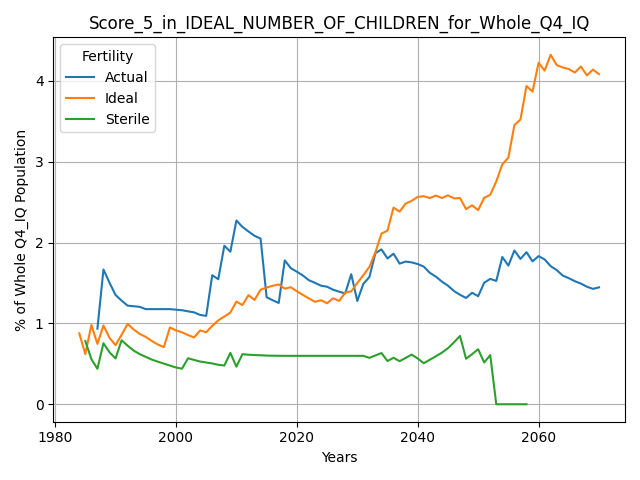 Score_5_in_IDEAL_NUMBER_OF_CHILDREN_for_Whole_Q4_IQ
Fertility
Actual
Ideal
Sterile
% of Whole Q4_IQ Population
4
3
2
1
0
1980
2000
2020
2040
2060
Years